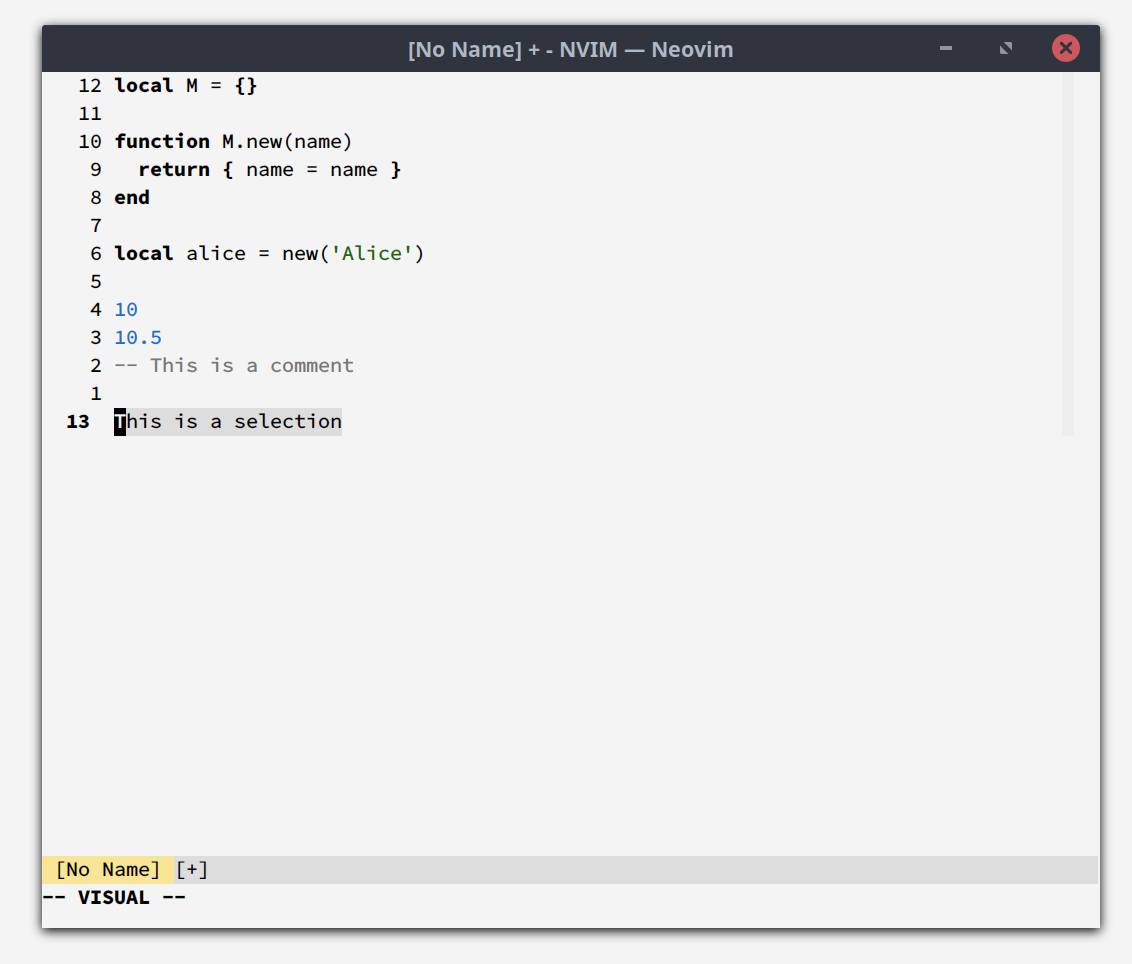 [No Name] + - NVIM — Neovim
12 local M = {}
11
10 function M.new(name)
9   return { name = name }
8 end
7
6 local alice = new('Alice')
5
4 10
3 10.5
2 -- This is a comment
1
13 This is a selection
[No Name] [+]
-- VISUAL --